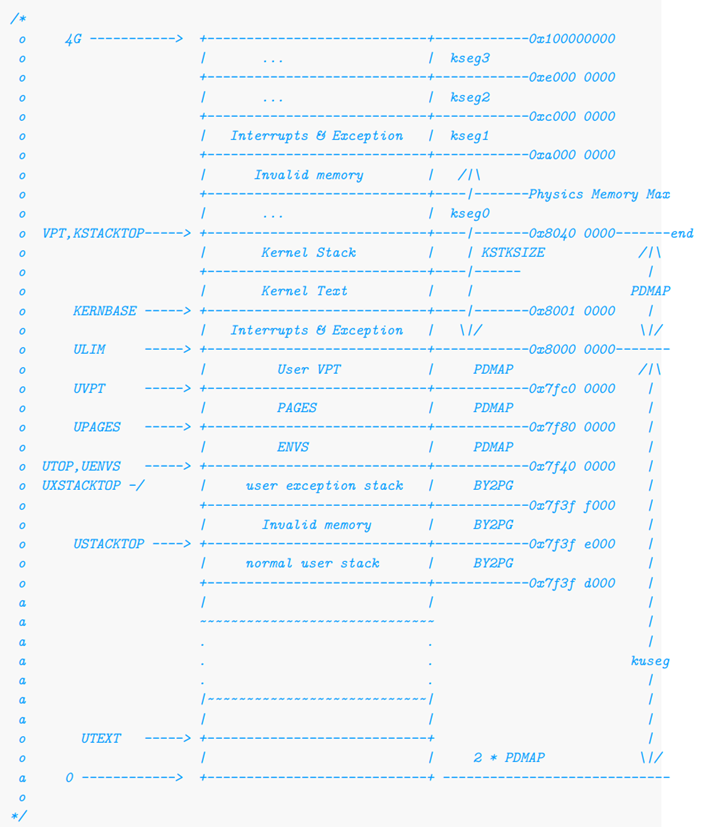 /*
o     4G ----------->  +----------------------------+------------0x100000000
o                      |       ...                  |  kseg3
o                      +----------------------------+------------0xe000 0000
o                      |       ...                  |  kseg2
o                      +----------------------------+------------0xc000 0000
o                      |   Interrupts & Exception   |  kseg1
o                      +----------------------------+------------0xa000 0000
o                      |      Invalid memory        |   /|\
o                      +----------------------------+----|-------Physics Memory Max
o                      |       ...                  |  kseg0
o  VPT,KSTACKTOP-----> +----------------------------+----|-------0x8040 0000-------end
o                      |       Kernel Stack         |    | KSTKSIZE            /|\
o                      +----------------------------+----|------                |
o                      |       Kernel Text          |    |                    PDMAP
o      KERNBASE -----> +----------------------------+----|-------0x8001 0000    |
o                      |   Interrupts & Exception   |   \|/                    \|/
o      ULIM     -----> +----------------------------+------------0x8000 0000-------
o                      |         User VPT           |     PDMAP                /|\
o      UVPT     -----> +----------------------------+------------0x7fc0 0000    |
o                      |         PAGES              |     PDMAP                 |
o      UPAGES   -----> +----------------------------+------------0x7f80 0000    |
o                      |         ENVS               |     PDMAP                 |
o  UTOP,UENVS   -----> +----------------------------+------------0x7f40 0000    |
o  UXSTACKTOP -/       |     user exception stack   |     BY2PG                 |
o                      +----------------------------+------------0x7f3f f000    |
o                      |       Invalid memory       |     BY2PG                 |
o      USTACKTOP ----> +----------------------------+------------0x7f3f e000    |
o                      |     normal user stack      |     BY2PG                 |
o                      +----------------------------+------------0x7f3f d000    |
a                      |                            |                           |
a                      ~~~~~~~~~~~~~~~~~~~~~~~~~~~~~~                           |
a                      .                            .                           |
a                      .                            .                         kuseg
a                      .                            .                           |
a                      |~~~~~~~~~~~~~~~~~~~~~~~~~~~~|                           |
a                      |                            |                           |
o       UTEXT   -----> +----------------------------+                           |
o                      |                            |     2 * PDMAP            \|/
a     0 ------------>  +----------------------------+ -----------------------------
o
*/